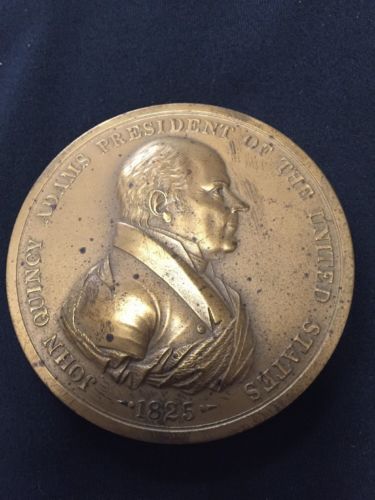 JOHN QUINCY ADAMS PRESIDENT OF THE UNITED STATES
1825